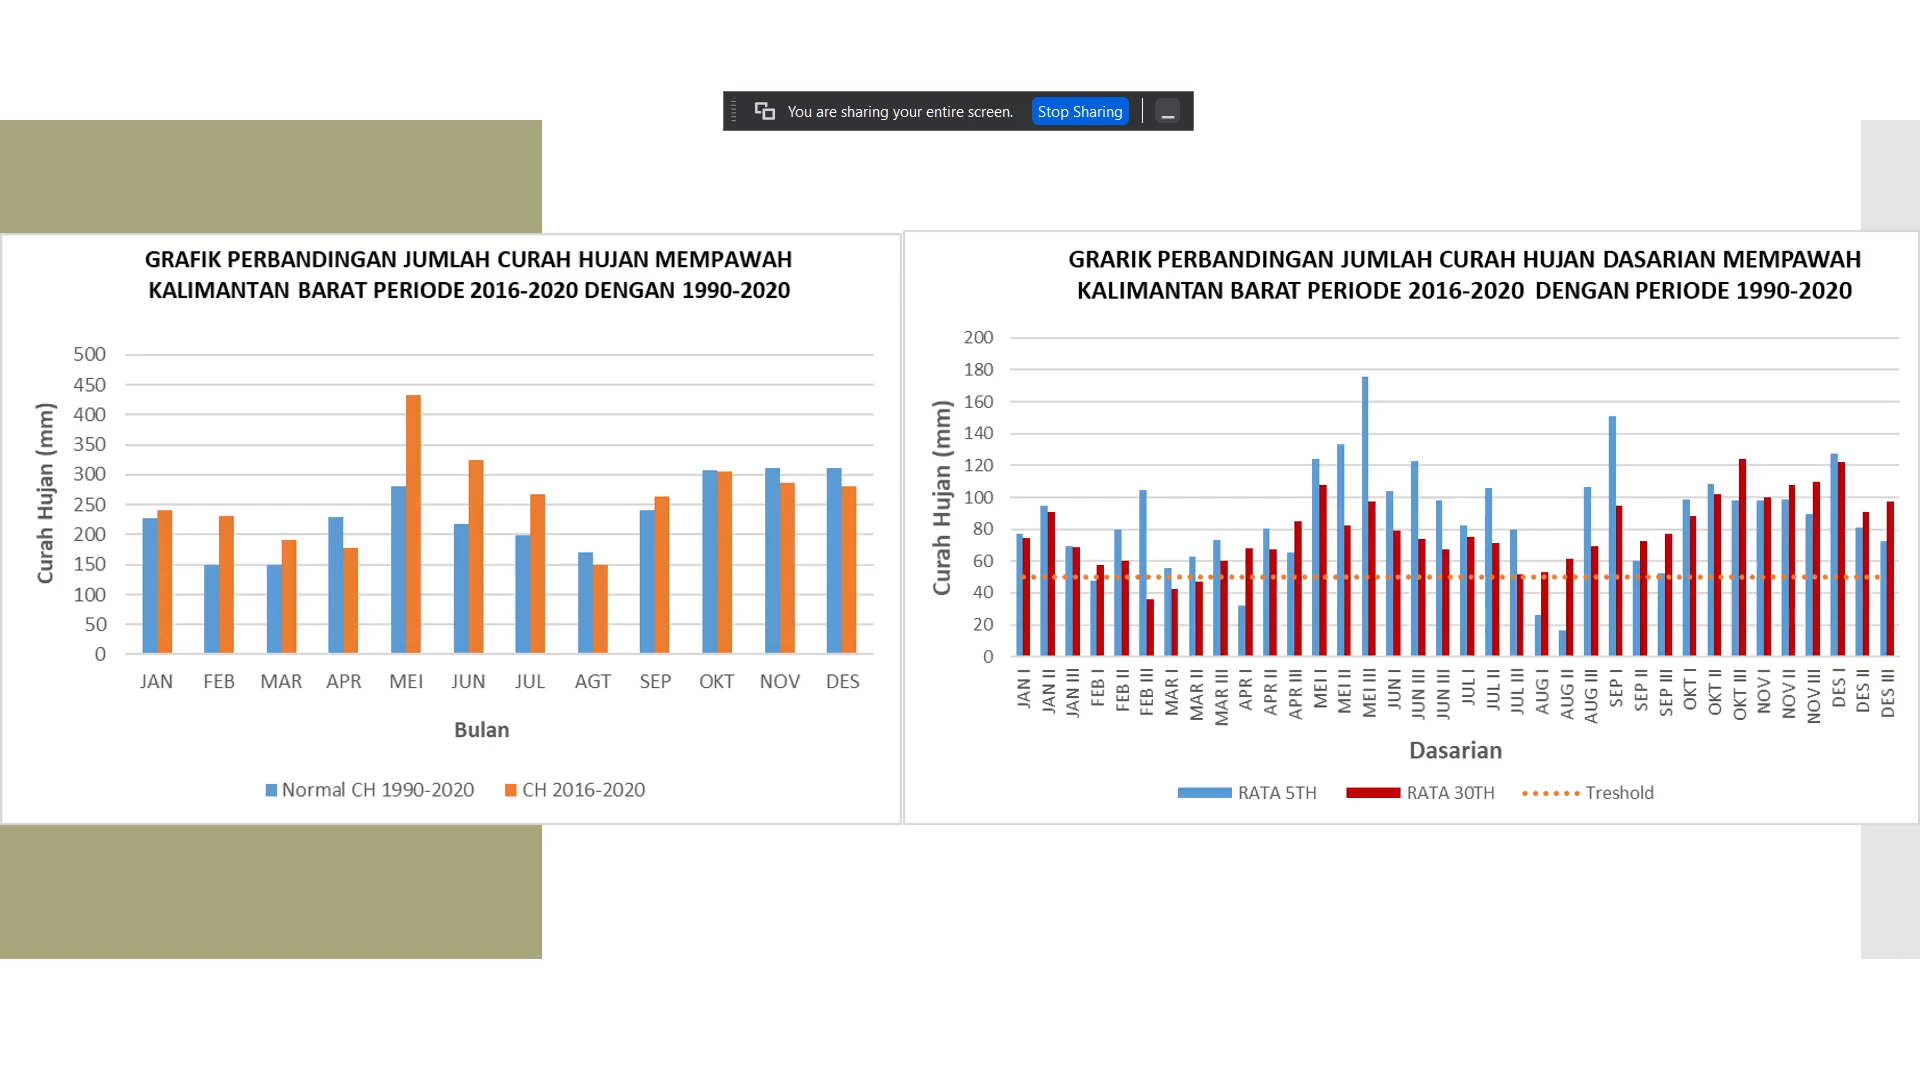 You are sharing your entire screen.
Stop Sharing
GRAFIK PERBANDINGAN JUMLAH CURAH HUJAN MEMPAWAH
KALIMANTAN BARAT PERIODE 2016-2020 DENGAN 1990-2020
Curah Hujan (mm)
500
450
400
350
300
250
200
150
100
50
0
JAN FEB MAR APR MEI JUN JUL AGT SEP OKT NOV DES
Bulan
Normal CH 1990-2020 CH 2016-2020
GRARIK PERBANDINGAN JUMLAH CURAH HUJAN DASARIAN MEMPAWAH
KALIMANTAN BARAT PERIODE 2016-2020 DENGAN PERIODE 1990-2020
Curah Hujan (mm)
200
180
160
140
120
100
80
60
40
20
0
JAN I
JAN II
JAN III
FEB I
FEB II
FEB III
MAR I
MAR II
MAR III
APR I
APR II
APR III
MEI I
MEI II
MEI III
JUN I
JUN III
JUN III
JUL I
JUL II
JUL III
AUG I
AUG II
AUG III
SEP I
SEP II
SEP III
OKT I
OKT II
OKT III
NOV I
NOV II
NOV III
DES I
DES II
DES III
Dasarian
RATA 5TH RATA 30TH Treshold